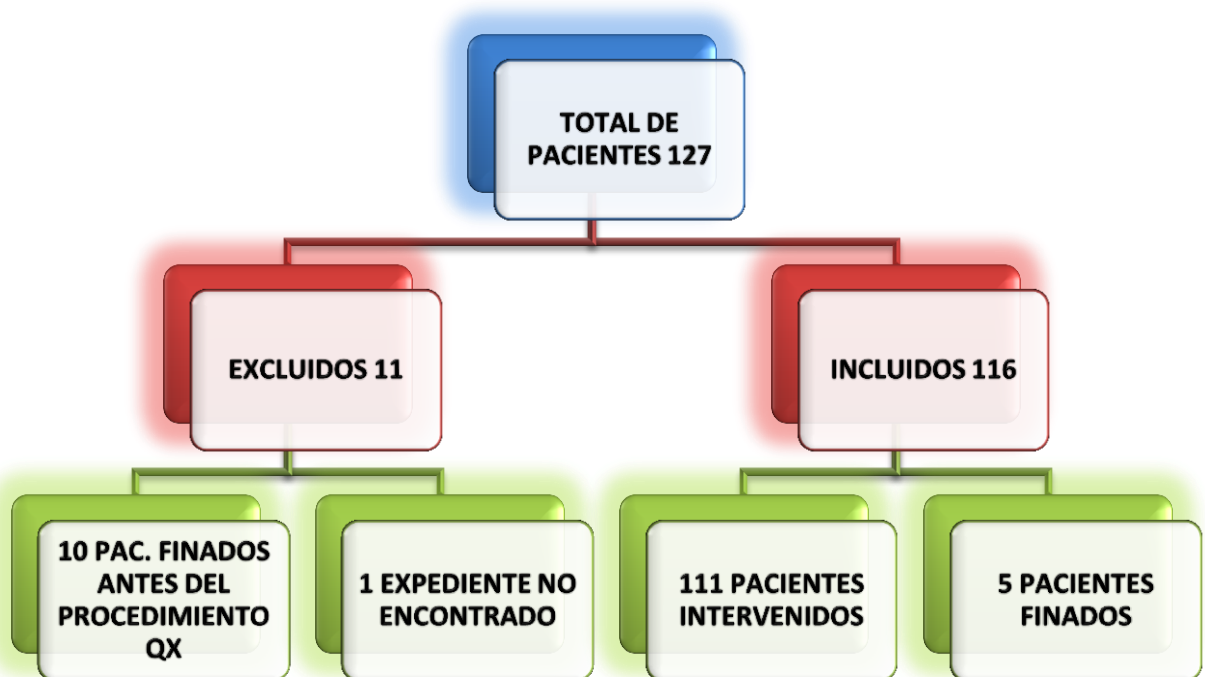 TOTAL DE
PACIENTES 127
EXCLUIDOS 11
INCLUIDOS 116
10 PAC. FINADOS
ANTES DEL
PROCEDIMIENTO
QX
1 EXPEDIENTE NO
ENCONTRADO
111 PACIENTES
INTERVENIDOS
5 PACIENTES
FINADOS